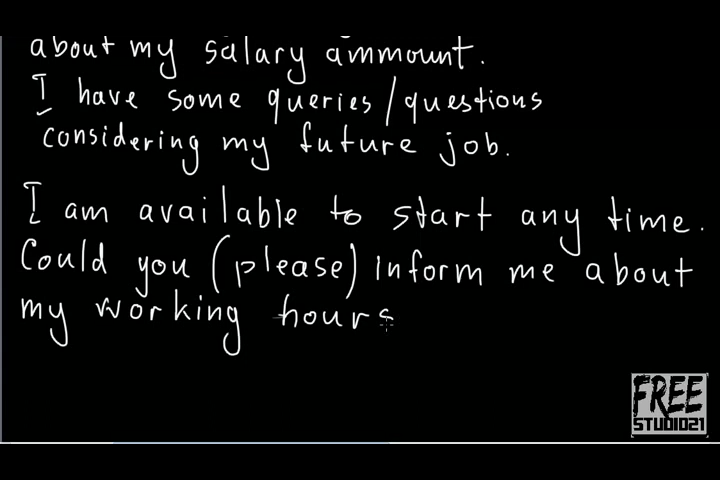 about my salary ammount.
I have some queries/questions
considering my future job.
I am available to start any time.
Could you (please) inform me about
my working hours
FREE
STUDIO21